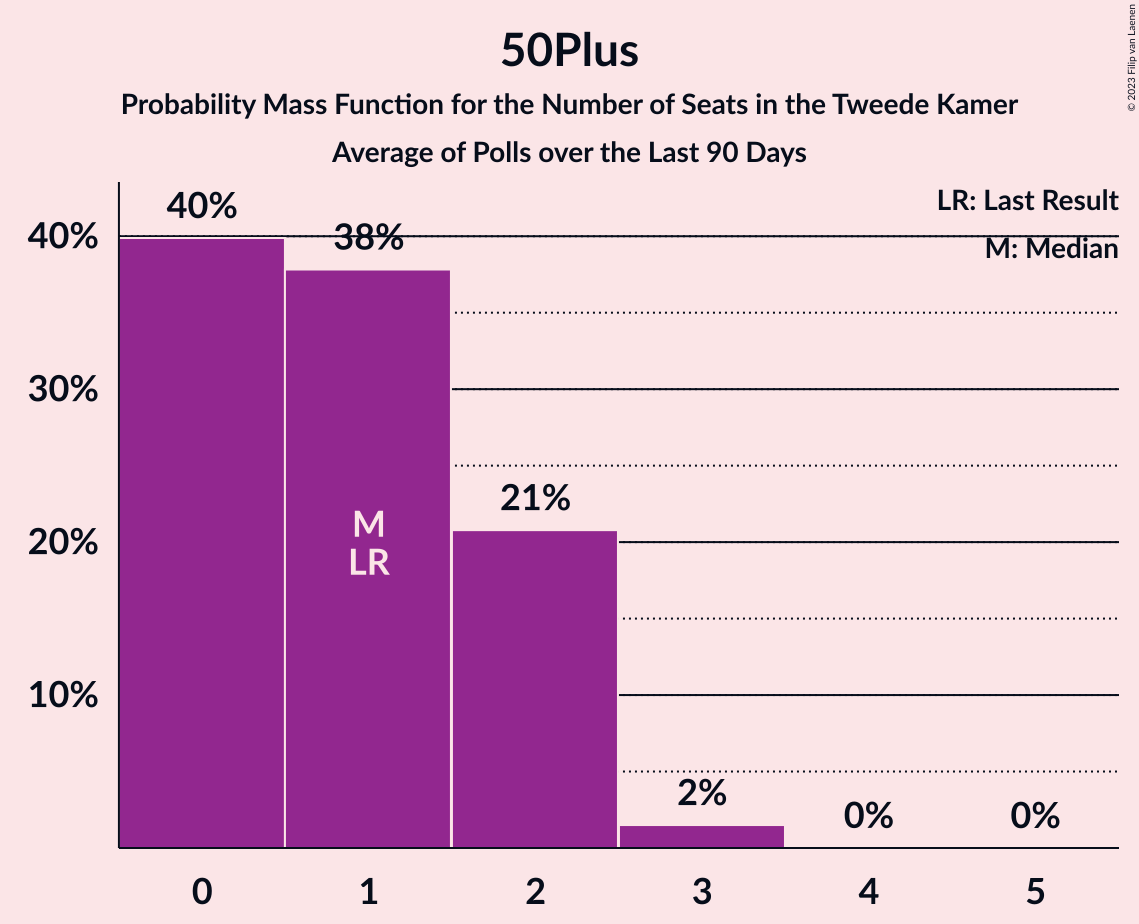 50Plus
Probability Mass Function for the Number of Seats in the Tweede Kamer
Average of Polls over the Last 90 Days
© 2023 Filip van Laenen
LR: Last Result
M: Median
40%
30%
20%
10%
40%
38%
21%
2%
0%
0%
M
LR
0
1
2
3
4
5